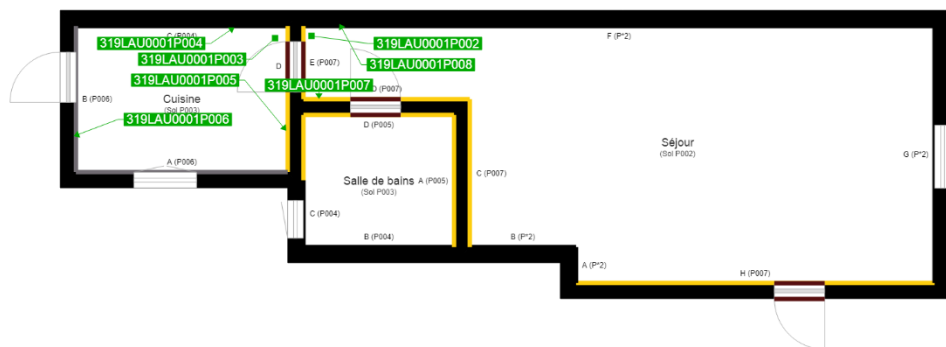 C (P004)
F (P*2)
319LAU0001P004
319LAU0001P002
319LAU0001P003
E (P007)
319LAU0001P008
D
319LAU0001P005
319LAU0001P007
D (P007)
B (P006)
Cuisine
(Sol P003)
319LAU0001P006
D (P005)
Séjour
(Sol P002)
G (P*2)
A (P006)
Salle de bains
(Sol P003)
A (P005)
C (P007)
C (P004)
B (P004)
B (P*2)
A (P*2)
H (P007)